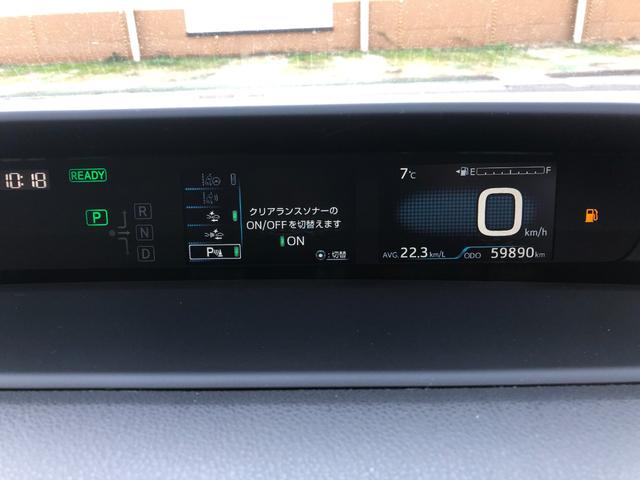 10:18
READY
P
R
N
D
P
クリアランスソナーの
ON/OFFを切替えます
ON
:切替
7℃
E F
0
km/h
AVG. 22.3 km/L
ODO 59890 km